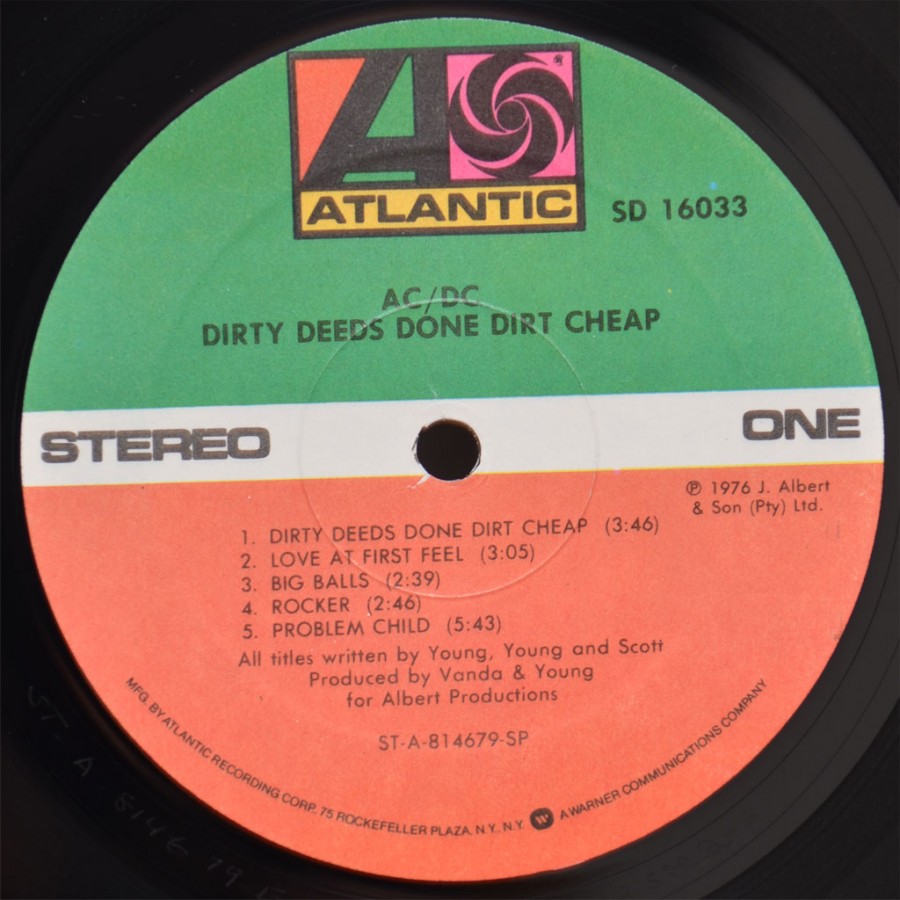 ATLANTIC
SD 16033
AC/DC
DIRTY DEEDS DONE DIRT CHEAP
STEREO
ONE
℗ 1976 J. Albert
& Son (Pty) Ltd.
1. DIRTY DEEDS DONE DIRT CHEAP (3:46)
2. LOVE AT FIRST FEEL (3:05)
3. BIG BALLS (2:39)
4. ROCKER (2:46)
5. PROBLEM CHILD (5:43)
All titles written by Young, Young and Scott
Produced by Vanda & Young
for Albert Productions
ST-A-814679-SP
MFG. BY ATLANTIC RECORDING CORP. 75 ROCKEFELLER PLAZA. N.Y. N.Y. A WARNER COMMUNICATIONS COMPANY